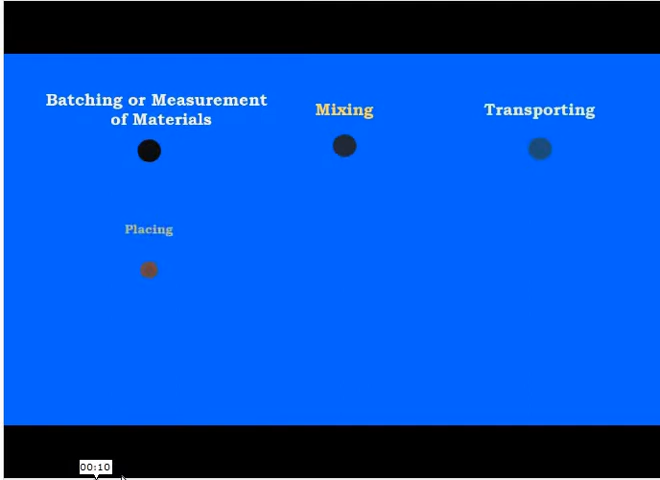 Batching or Measurement
of Materials
Mixing
Transporting
Placing
00:10